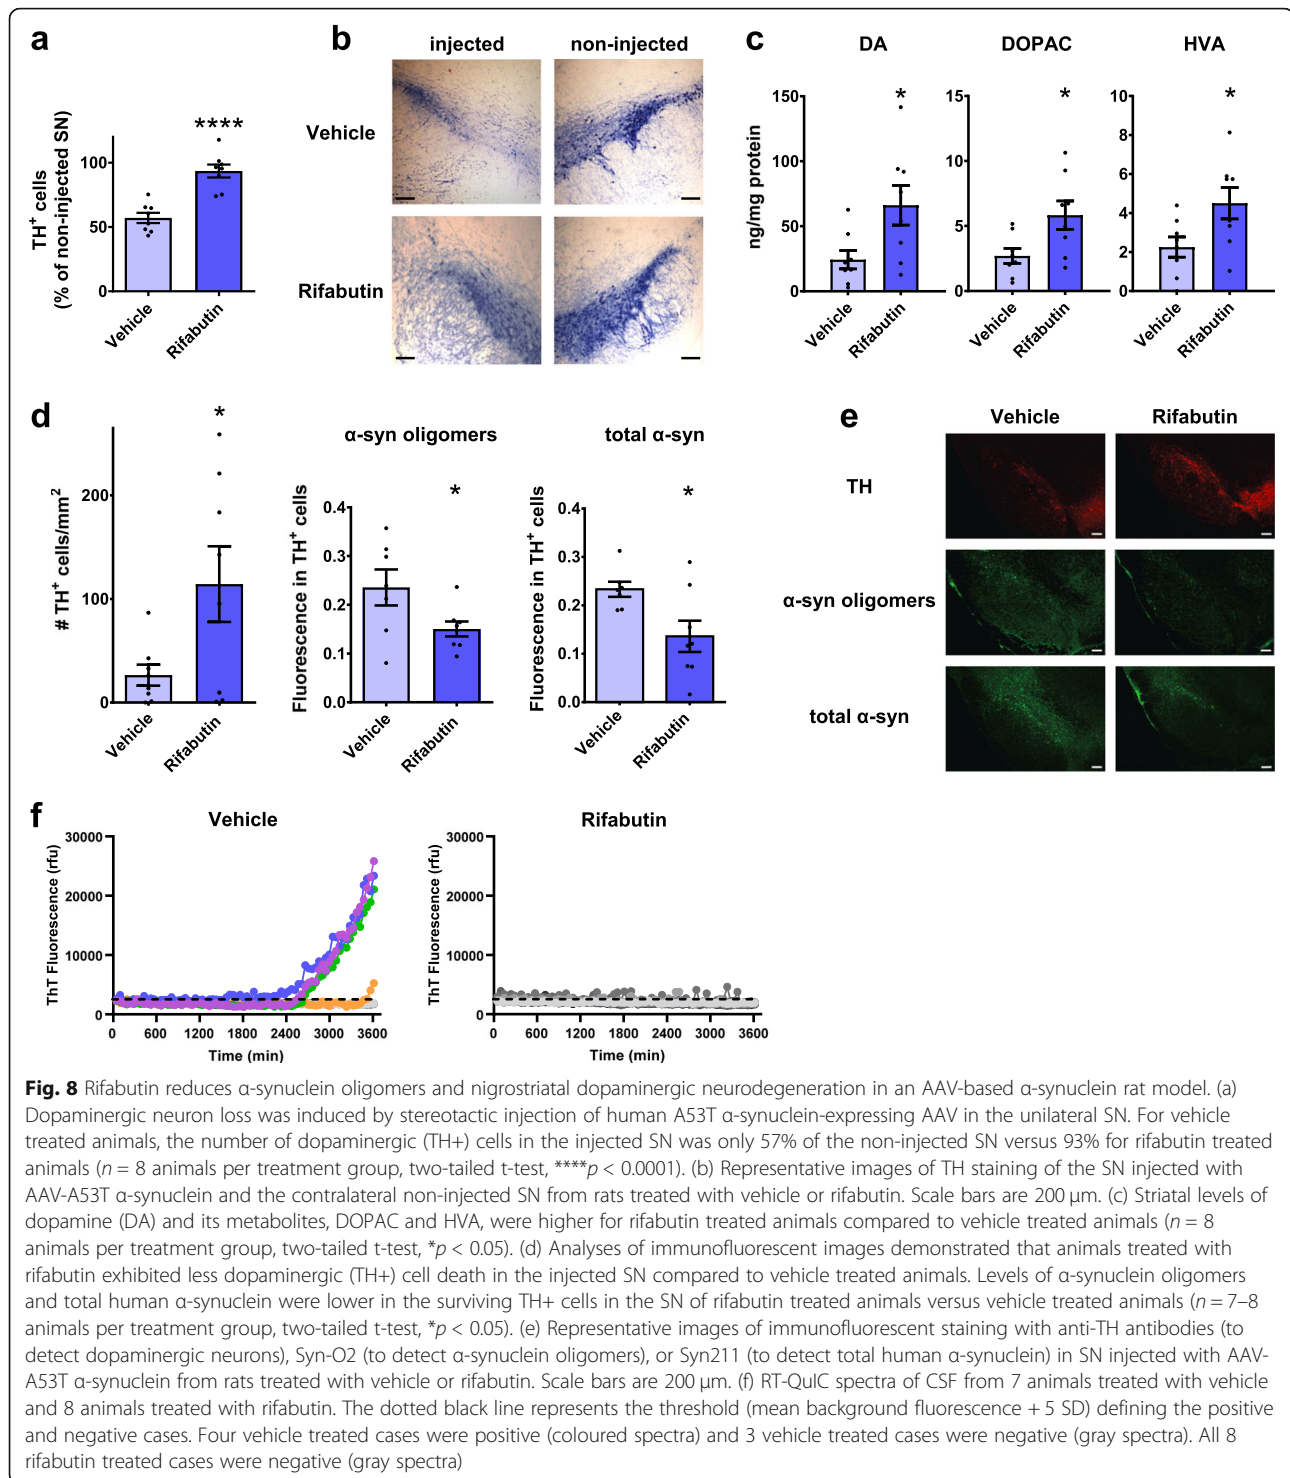 a
TH+ cells
(% of non-injected SN)
100
50
0
****
Vehicle
Rifabutin
b
injected
non-injected
Vehicle
Rifabutin
c
DA
DOPAC
HVA
ng/mg protein
150
100
50
0
*
Vehicle
Rifabutin
15
10
5
0
*
Vehicle
Rifabutin
10
8
6
4
2
0
*
Vehicle
Rifabutin
d
# TH+ cells/mm2
200
100
0
*
Vehicle
Rifabutin
α-syn oligomers
Fluorescence in TH+ cells
0.4
0.3
0.2
0.1
0.0
*
Vehicle
Rifabutin
total α-syn
Fluorescence in TH+ cells
0.4
0.3
0.2
0.1
0.0
*
Vehicle
Rifabutin
e
Vehicle
Rifabutin
TH
α-syn oligomers
total α-syn
f
Vehicle
ThT Fluorescence (rfu)
30000
20000
10000
0
0 600 1200 1800 2400 3000 3600
Time (min)
Rifabutin
ThT Fluorescence (rfu)
30000
20000
10000
0
0 600 1200 1800 2400 3000 3600
Time (min)
Fig. 8 Rifabutin reduces α-synuclein oligomers and nigrostriatal dopaminergic neurodegeneration in an AAV-based α-synuclein rat model. (a)
Dopaminergic neuron loss was induced by stereotactic injection of human A53T α-synuclein-expressing AAV in the unilateral SN. For vehicle
treated animals, the number of dopaminergic (TH+) cells in the injected SN was only 57% of the non-injected SN versus 93% for rifabutin treated
animals (n = 8 animals per treatment group, two-tailed t-test, ****p < 0.0001). (b) Representative images of TH staining of the SN injected with
AAV-A53T α-synuclein and the contralateral non-injected SN from rats treated with vehicle or rifabutin. Scale bars are 200 μm. (c) Striatal levels of
dopamine (DA) and its metabolites, DOPAC and HVA, were higher for rifabutin treated animals compared to vehicle treated animals (n = 8
animals per treatment group, two-tailed t-test, *p < 0.05). (d) Analyses of immunofluorescent images demonstrated that animals treated with
rifabutin exhibited less dopaminergic (TH+) cell death in the injected SN compared to vehicle treated animals. Levels of α-synuclein oligomers
and total human α-synuclein were lower in the surviving TH+ cells in the SN of rifabutin treated animals versus vehicle treated animals (n = 7–8
animals per treatment group, two-tailed t-test, *p < 0.05). (e) Representative images of immunofluorescent staining with anti-TH antibodies (to
detect dopaminergic neurons), Syn-O2 (to detect α-synuclein oligomers), or Syn211 (to detect total human α-synuclein) in SN injected with AAV-
A53T α-synuclein from rats treated with vehicle or rifabutin. Scale bars are 200 μm. (f) RT-QuIC spectra of CSF from 7 animals treated with vehicle
and 8 animals treated with rifabutin. The dotted black line represents the threshold (mean background fluorescence + 5 SD) defining the positive
and negative cases. Four vehicle treated cases were positive (coloured spectra) and 3 vehicle treated cases were negative (gray spectra). All 8
rifabutin treated cases were negative (gray spectra)